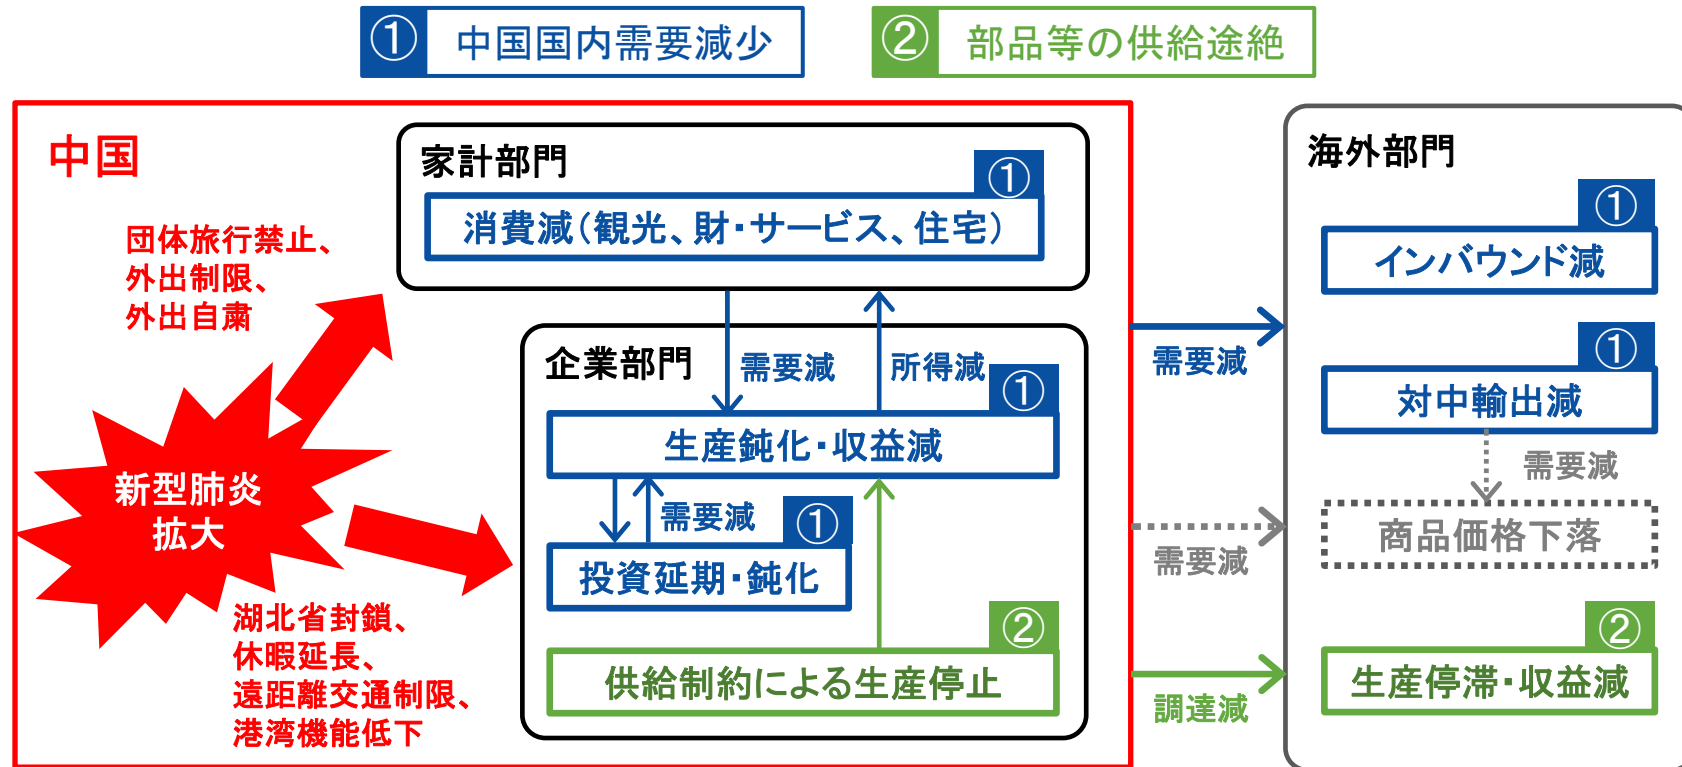 ① 中国国内需要減少
② 部品等の供給途絶
中国
家計部門
①
消費減（観光、財・サービス、住宅）
団体旅行禁止、
外出制限、
外出自粛
新型肺炎
拡大
湖北省封鎖、
休暇延長、
遠距離交通制限、
港湾機能低下
需要減
所得減
企業部門
①
生産鈍化・収益減
需要減
①
投資延期・鈍化
②
供給制約による生産停止
需要減
需要減
調達減
海外部門
①
インバウンド減
①
対中輸出減
需要減
商品価格下落
②
生産停滞・収益減